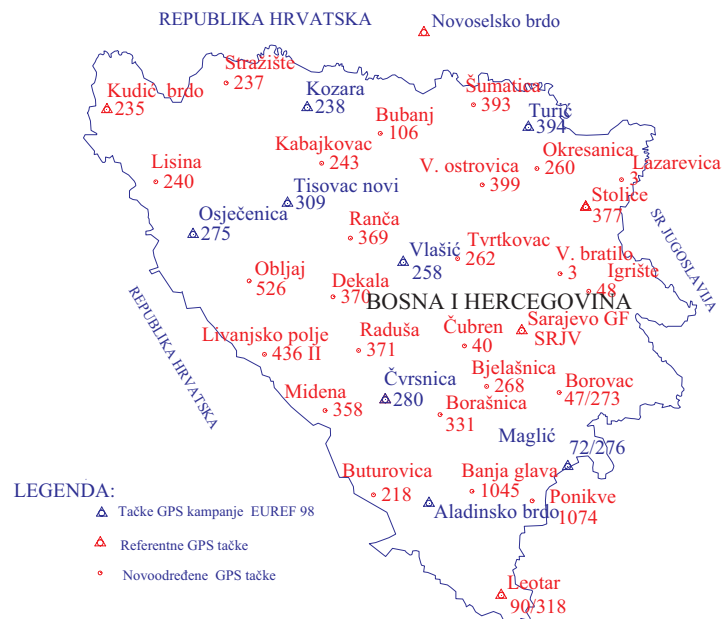 REPUBLIKA HRVATSKA
Novoselsko brdo
Stražište
237
Kudić brdo
235
Kozara
238
Šumatica
393
Bubanj
106
Turić
394
Kabajkovac
243
Okresanica
260
Lazarevica
3
Lisina
240
V. ostrovica
399
Tisovac novi
309
Stolice
377
Osječenica
275
Ranča
369
SR JUGOSLAVIJA
Vlašić
258
Tvrtkovac
262
V. bratilo
3
Igrište
48
Obljaj
526
Dekala
370
BOSNA I HERCEGOVINA
REPUBLIKA HRVATSKA
Sarajevo GF
SRJV
Livanjsko polje
436 II
Raduša
371
Čubren
40
Bjelašnica
268
Borovac
47/273
Čvrsnica
280
Midena
358
Borašnica
331
Maglić
72/276
Buturovica
218
Banja glava
1045
Ponikve
1074
Aladinsko brdo
LEGENDA:
Tačke GPS kampanje EUREF 98
Referentne GPS tačke
Novoodređene GPS tačke
Leotar
90/318